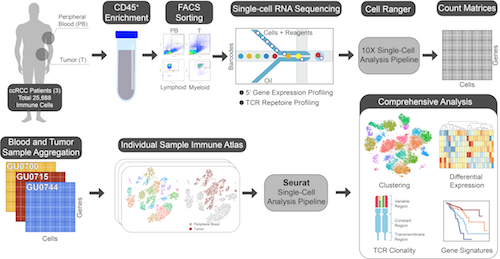 Peripheral
Blood (PB)
Tumor (T)
ccRCC Patients (3)
Total 25,688
Immune Cells
CD45⁺
Enrichment
FACS
Sorting
PB
T
Lymphoid
Myeloid
Single-cell RNA Sequencing
Cells + Reagents
Barcodes
Oil
5' Gene Expression Profiling
TCR Repetoire Profiling
Cell Ranger
10X Single-Cell
Analysis Pipeline
Count Matrices
Genes
Cells
Blood and Tumor
Sample Aggregation
GU0700
GU0715
GU0744
Genes
Cells
Individual Sample Immune Atlas
Peripheral Blood
Tumor
Seurat
Single-Cell
Analysis Pipeline
Comprehensive Analysis
Clustering
Differential
Expression
Variable
Region
Constant
Region
Transmembrane
Region
TCR Clonality
Gene Signatures